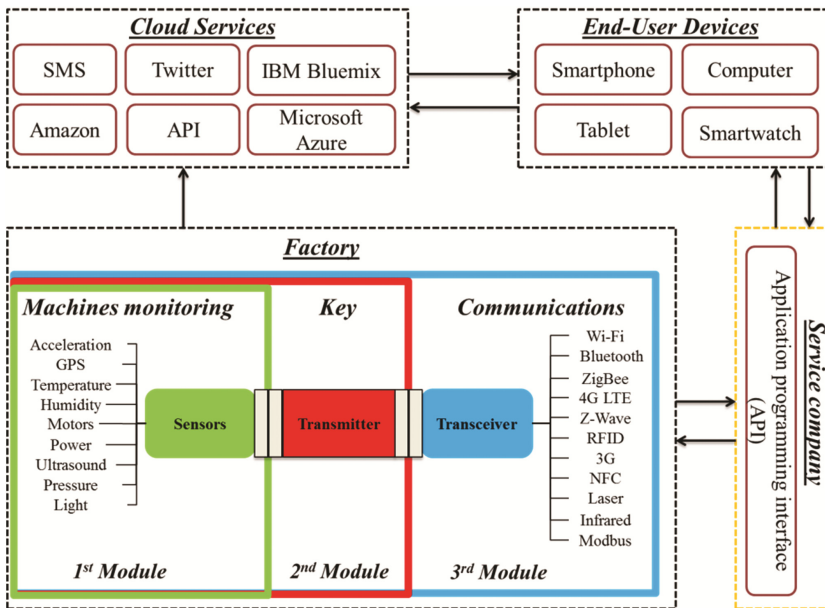 Cloud Services
SMS
Twitter
IBM Bluemix
Amazon
API
Microsoft
Azure
End-User Devices
Smartphone
Computer
Tablet
Smartwatch
Factory
Machines monitoring
Key
Communications
Acceleration
GPS
Temperature
Humidity
Motors
Power
Ultrasound
Pressure
Light
Sensors
Transmitter
Transceiver
Wi-Fi
Bluetooth
ZigBee
4G LTE
Z-Wave
RFID
3G
NFC
Laser
Infrared
Modbus
1st Module
2nd Module
3rd Module
Application programming interface
(API)
Service company